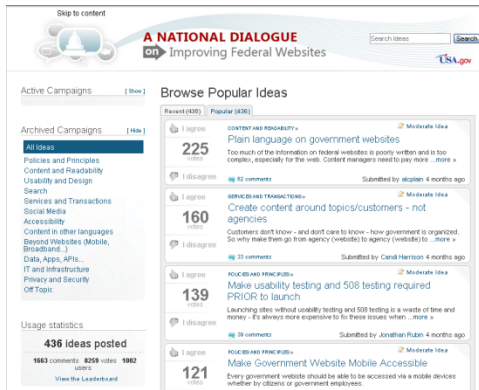 Skip to content
A NATIONAL DIALOGUE
on Improving Federal Websites
Search Ideas
Search
USA.gov
Active Campaigns [ Show ]
Archived Campaigns [ Hide ]
All Ideas
Policies and Principles
Content and Readability
Usability and Design
Search
Services and Transactions
Social Media
Accessibility
Content in other languages
Beyond Websites (Mobile,
Broadband...)
Data, Apps, APIs...
IT and Infrastructure
Privacy and Security
Off Topic
Usage statistics
436 ideas posted
1663 comments 8259 votes 1002
users
View the Leaderboard
Browse Popular Ideas
Recent (436) Popular (436)
I agree
225
votes
I disagree
CONTENT AND READABILITY »
Moderate Idea
Plain language on government websites
Too much of the information on federal websites is poorly written and is too
complex, especially for the web. Content managers need to pay more ...more »
62 comments
Submitted by alcplain 4 months ago
I agree
160
votes
I disagree
SERVICES AND TRANSACTIONS »
Moderate Idea
Create content around topics/customers - not
agencies
Customers don't know - and don't care to know - how government is organized.
So why make them go from agency (website) to agency (website) to ...more »
33 comments
Submitted by Candi Harrison 4 months ago
I agree
139
votes
I disagree
POLICIES AND PRINCIPLES »
Moderate Idea
Make usability testing and 508 testing required
PRIOR to launch
Launching sites without usability testing and 508 testing is a waste of time and
money - it's always more expensive to fix these issues when ...more »
39 comments
Submitted by Jonathan Rubin 4 months ago
I agree
121
votes
POLICIES AND PRINCIPLES »
Moderate Idea
Make Government Website Mobile Accessible
Every government website should be able to be accessed via a mobile devices
whether by citizens or government employees.